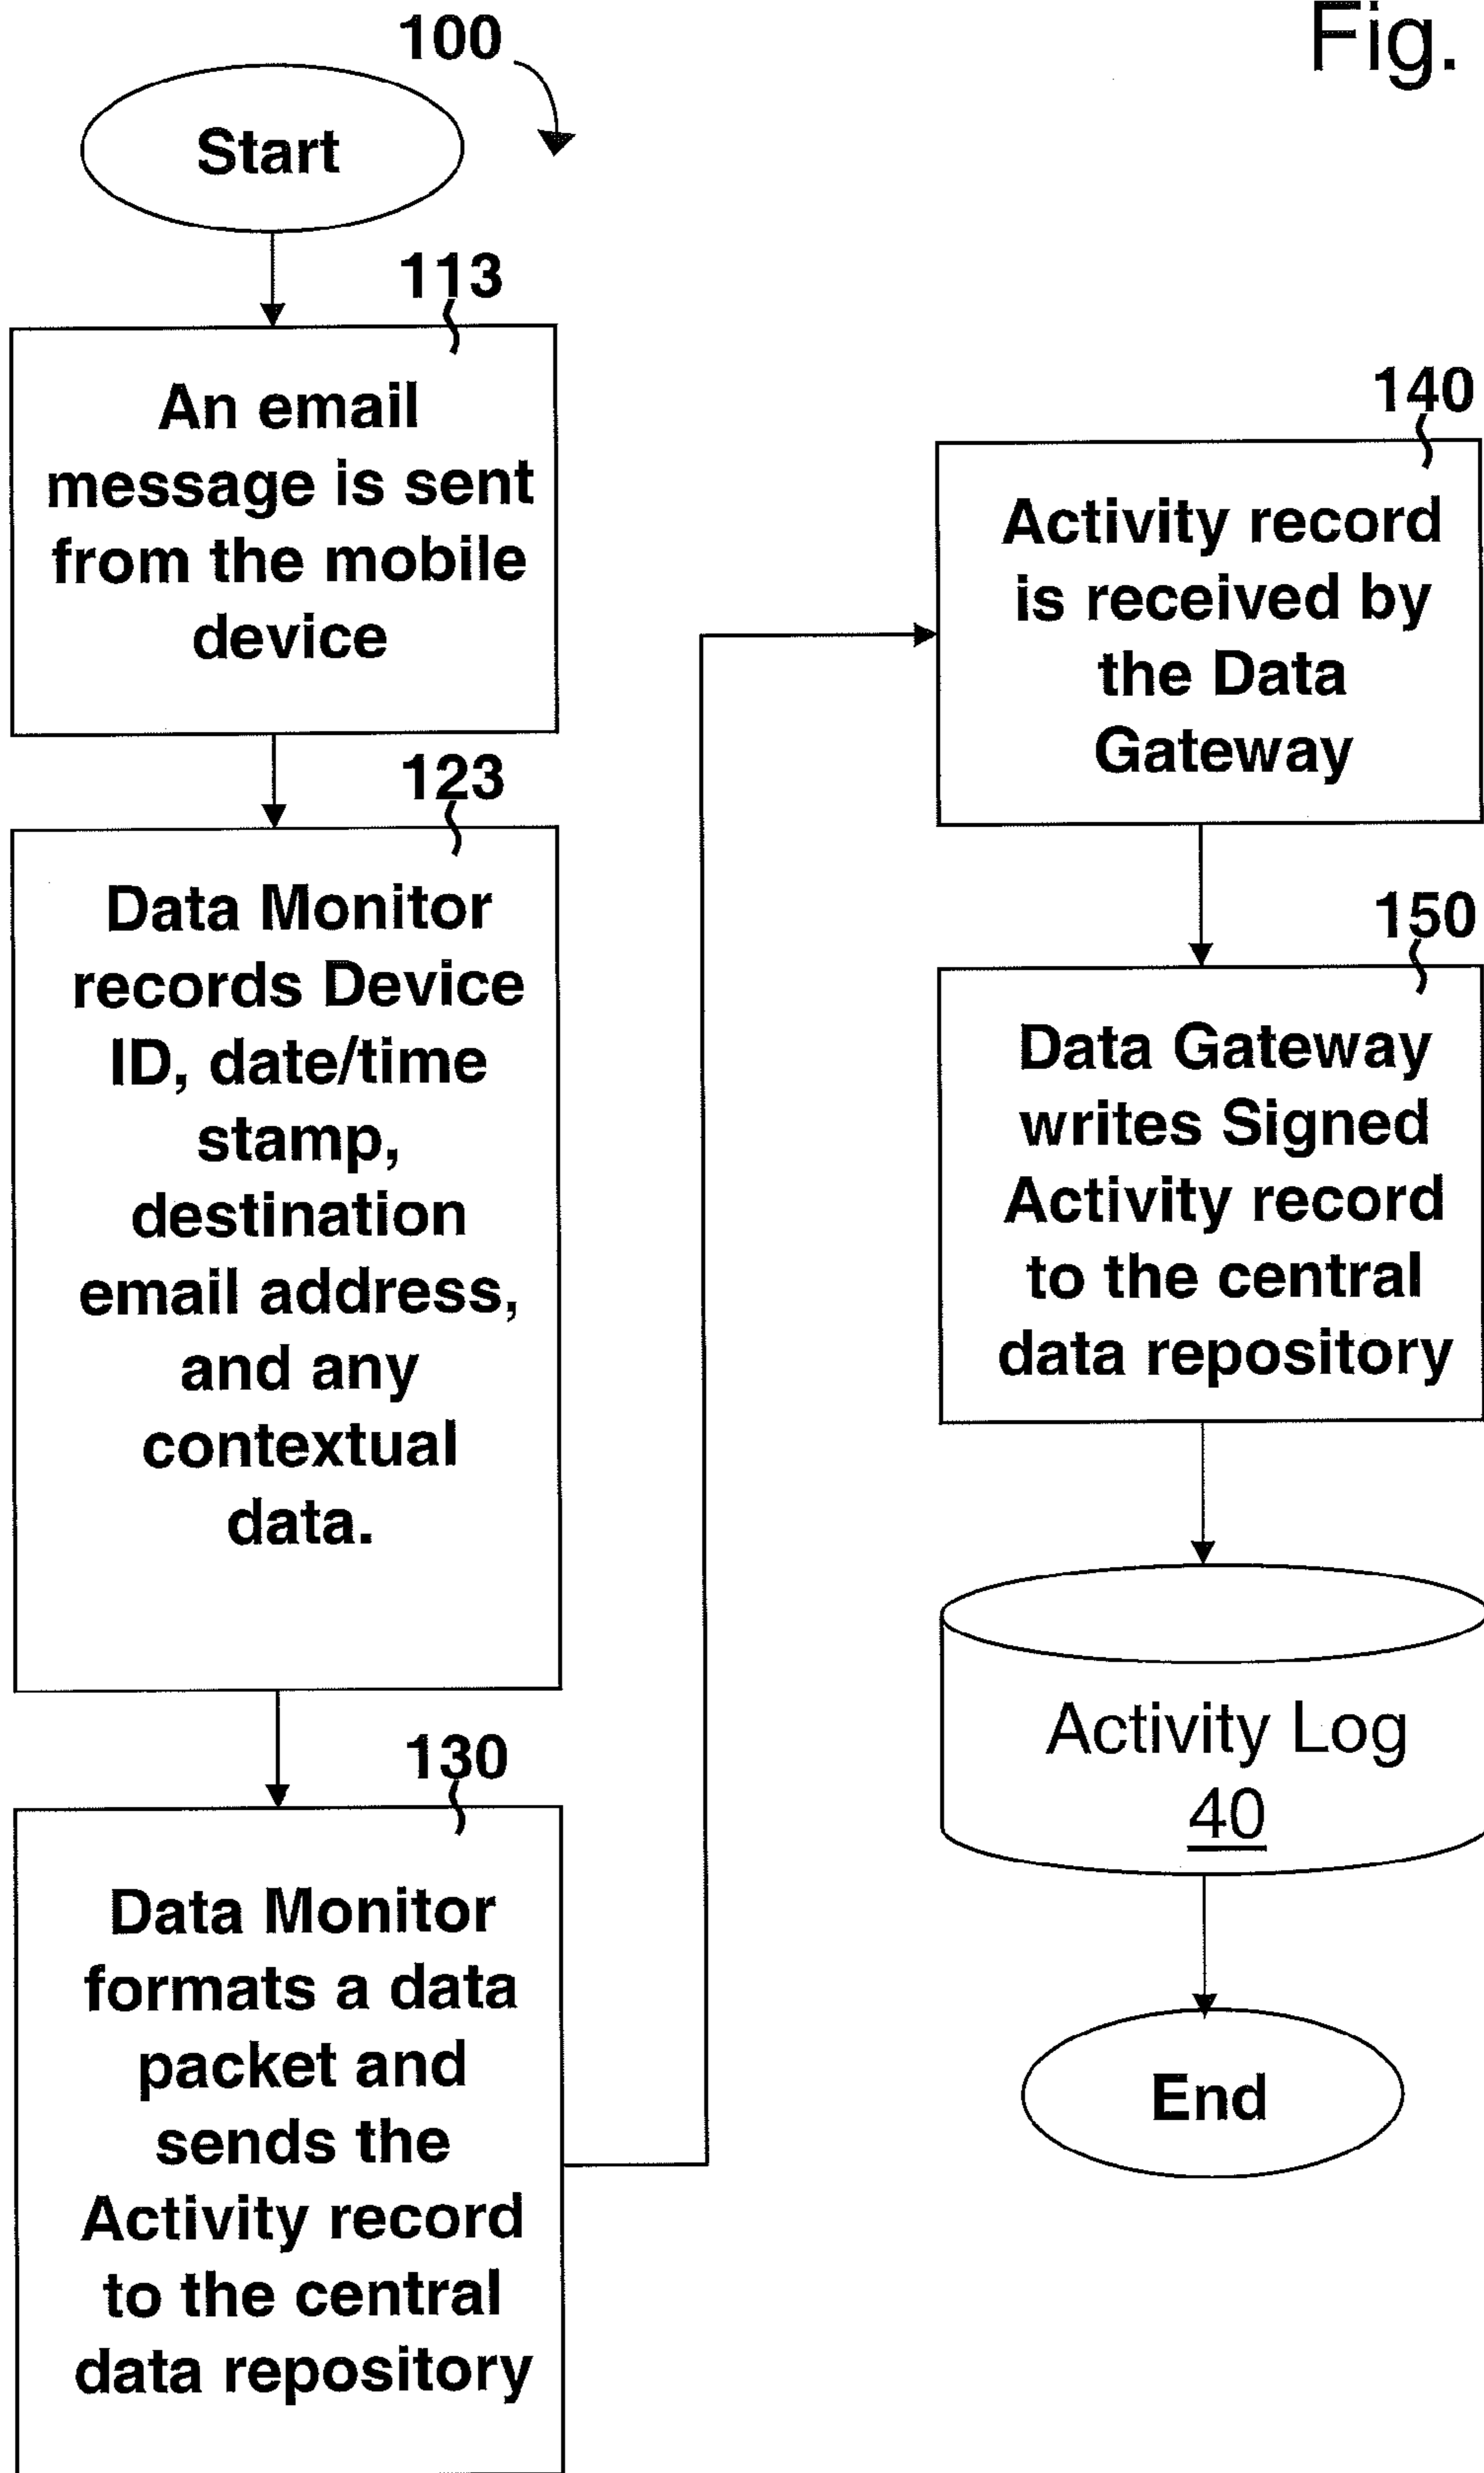 Fig.
100
Start
113
An email
message is sent
from the mobile
device
123
Data Monitor
records Device
ID, date/time
stamp,
destination
email address,
and any
contextual
data.
130
Data Monitor
formats a data
packet and
sends the
Activity record
to the central
data repository
140
Activity record
is received by
the Data
Gateway
150
Data Gateway
writes Signed
Activity record
to the central
data repository
Activity Log
40
End